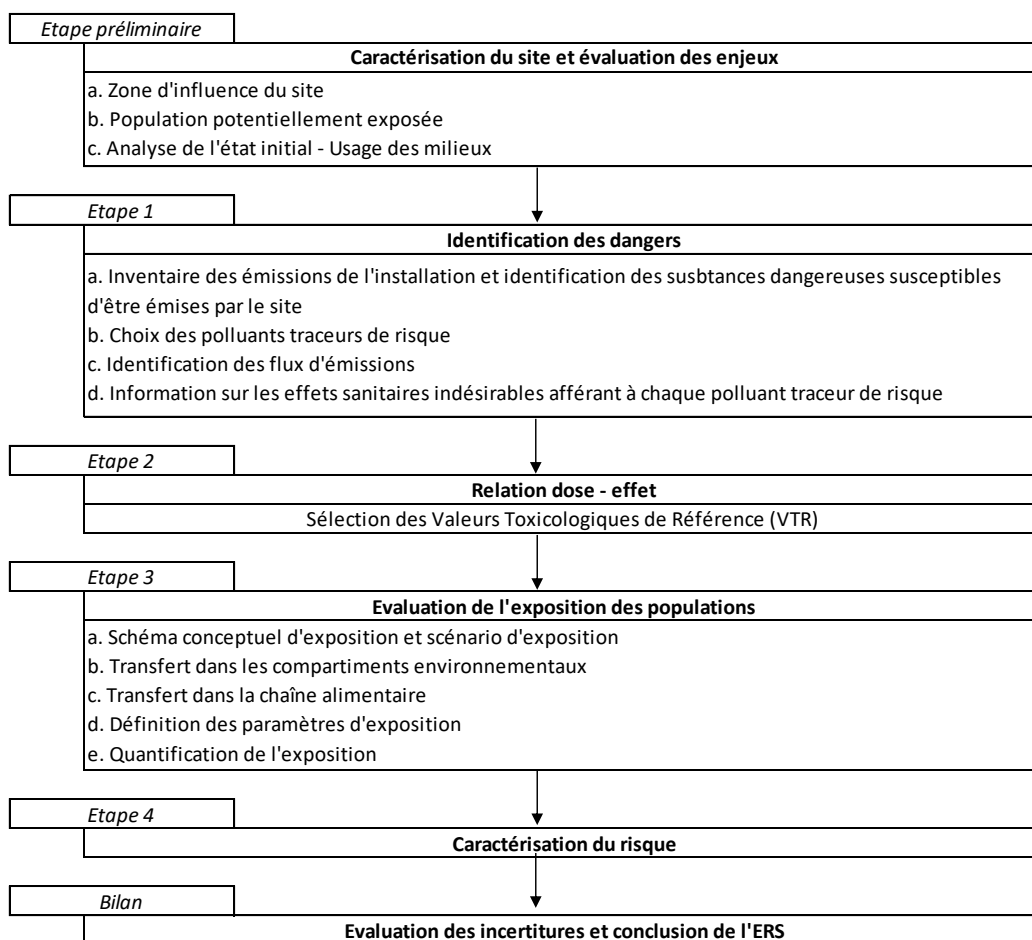 Etape préliminaire
Caractérisation du site et évaluation des enjeux
a. Zone d'influence du site
b. Population potentiellement exposée
c. Analyse de l'état initial - Usage des milieux
Etape 1
Identification des dangers
a. Inventaire des émissions de l'installation et identification des susbtances dangereuses susceptibles
d'être émises par le site
b. Choix des polluants traceurs de risque
c. Identification des flux d'émissions
d. Information sur les effets sanitaires indésirables afférant à chaque polluant traceur de risque
Etape 2
Relation dose - effet
Sélection des Valeurs Toxicologiques de Référence (VTR)
Etape 3
Evaluation de l'exposition des populations
a. Schéma conceptuel d'exposition et scénario d'exposition
b. Transfert dans les compartiments environnementaux
c. Transfert dans la chaîne alimentaire
d. Définition des paramètres d'exposition
e. Quantification de l'exposition
Etape 4
Caractérisation du risque
Bilan
Evaluation des incertitures et conclusion de l'ERS